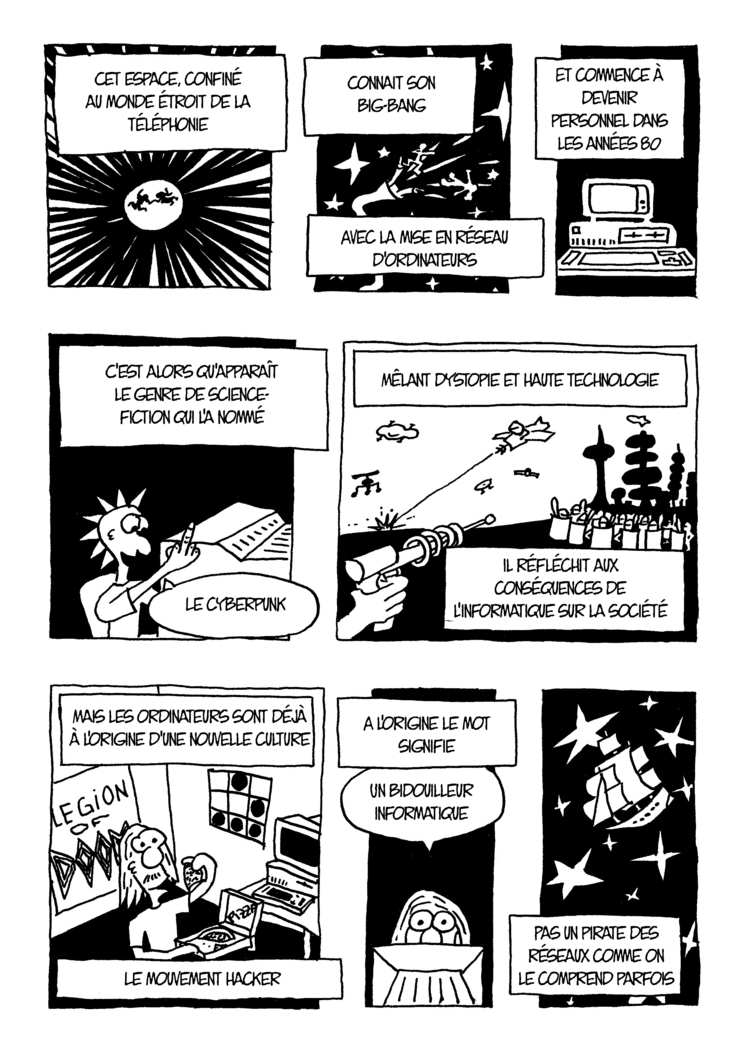 CET ESPACE, CONFINÉ
AU MONDE ÉTROIT DE LA
TÉLÉPHONIE
CONNAIT SON
BIG-BANG
AVEC LA MISE EN RÉSEAU
D'ORDINATEURS
ET COMMENCE À
DEVENIR
PERSONNEL DANS
LES ANNÉES 80
C'EST ALORS QU'APPARAÎT
LE GENRE DE SCIENCE-
FICTION QUI L'A NOMMÉ
LE CYBERPUNK
MÊLANT DYSTOPIE ET HAUTE TECHNOLOGIE
IL RÉFLÉCHIT AUX
CONSÉQUENCES DE
L'INFORMATIQUE SUR LA SOCIÉTÉ
MAIS LES ORDINATEURS SONT DÉJÀ
À L'ORIGINE D'UNE NOUVELLE CULTURE
LEGION
OF
DOOM
PIZZA
LE MOUVEMENT HACKER
A L'ORIGINE LE MOT
SIGNIFIE
UN BIDOUILLEUR
INFORMATIQUE
PAS UN PIRATE DES
RÉSEAUX COMME ON
LE COMPREND PARFOIS